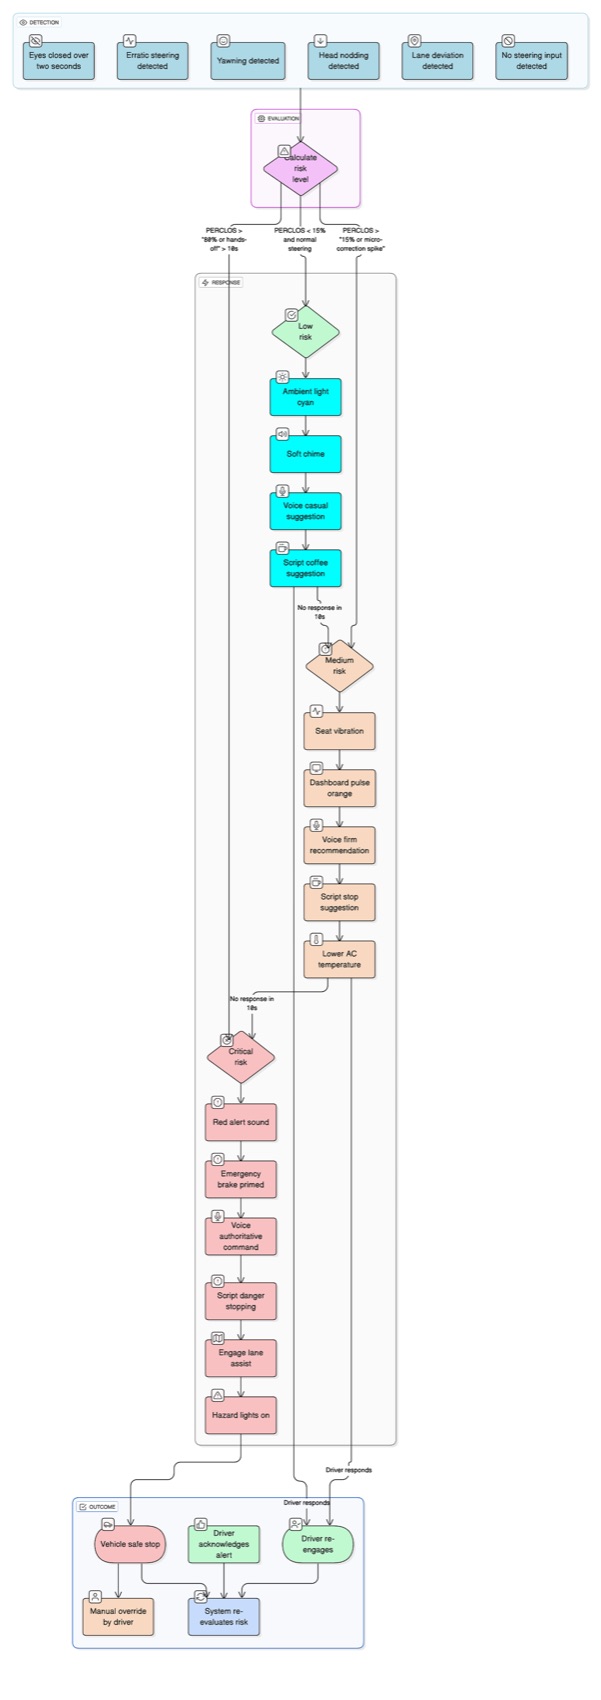 DETECTION
Eyes closed over
two seconds
Erratic steering
detected
Yawning detected
Head nodding
detected
Lane deviation
detected
No steering input
detected
EVALUATION
Calculate
risk
level
PERCLOS >
"80% or hands-
off" > 10s
PERCLOS < 15%
and normal
steering
PERCLOS >
"15% or micro-
correction spike"
RESPONSE
Low
risk
Ambient light
cyan
Soft chime
Voice casual
suggestion
Script coffee
suggestion
No response in
10s
Medium
risk
Seat vibration
Dashboard pulse
orange
Voice firm
recommendation
Script stop
suggestion
Lower AC
temperature
No response in
10s
Critical
risk
Red alert sound
Emergency
brake primed
Voice
authoritative
command
Script danger
stopping
Engage lane
assist
Hazard lights on
Driver responds
OUTCOME
Driver responds
Vehicle safe stop
Driver
acknowledges
alert
Driver re-
engages
Manual override
by driver
System re-
evaluates risk